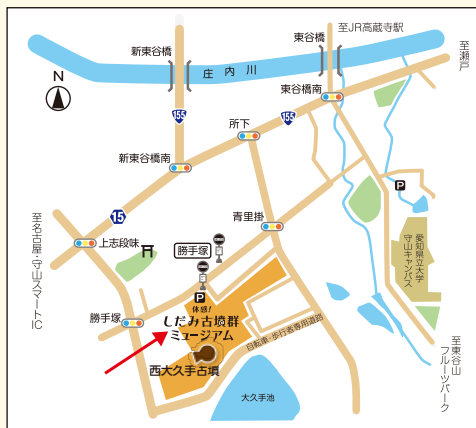 至JR高蔵寺駅
新東谷橋
東谷橋
至瀬戸
庄内川
N
東谷橋南
155
155
所下
新東谷橋南
P
15
青里掛
愛知県立大学
守山キャンパス
至名古屋・守山スマートIC
上志段味
勝手塚
P
体感!
しだみ古墳群
ミュージアム
勝手塚
自転車・歩行者専用道路
西大久手古墳
至東谷山
フルーツパーク
大久手池